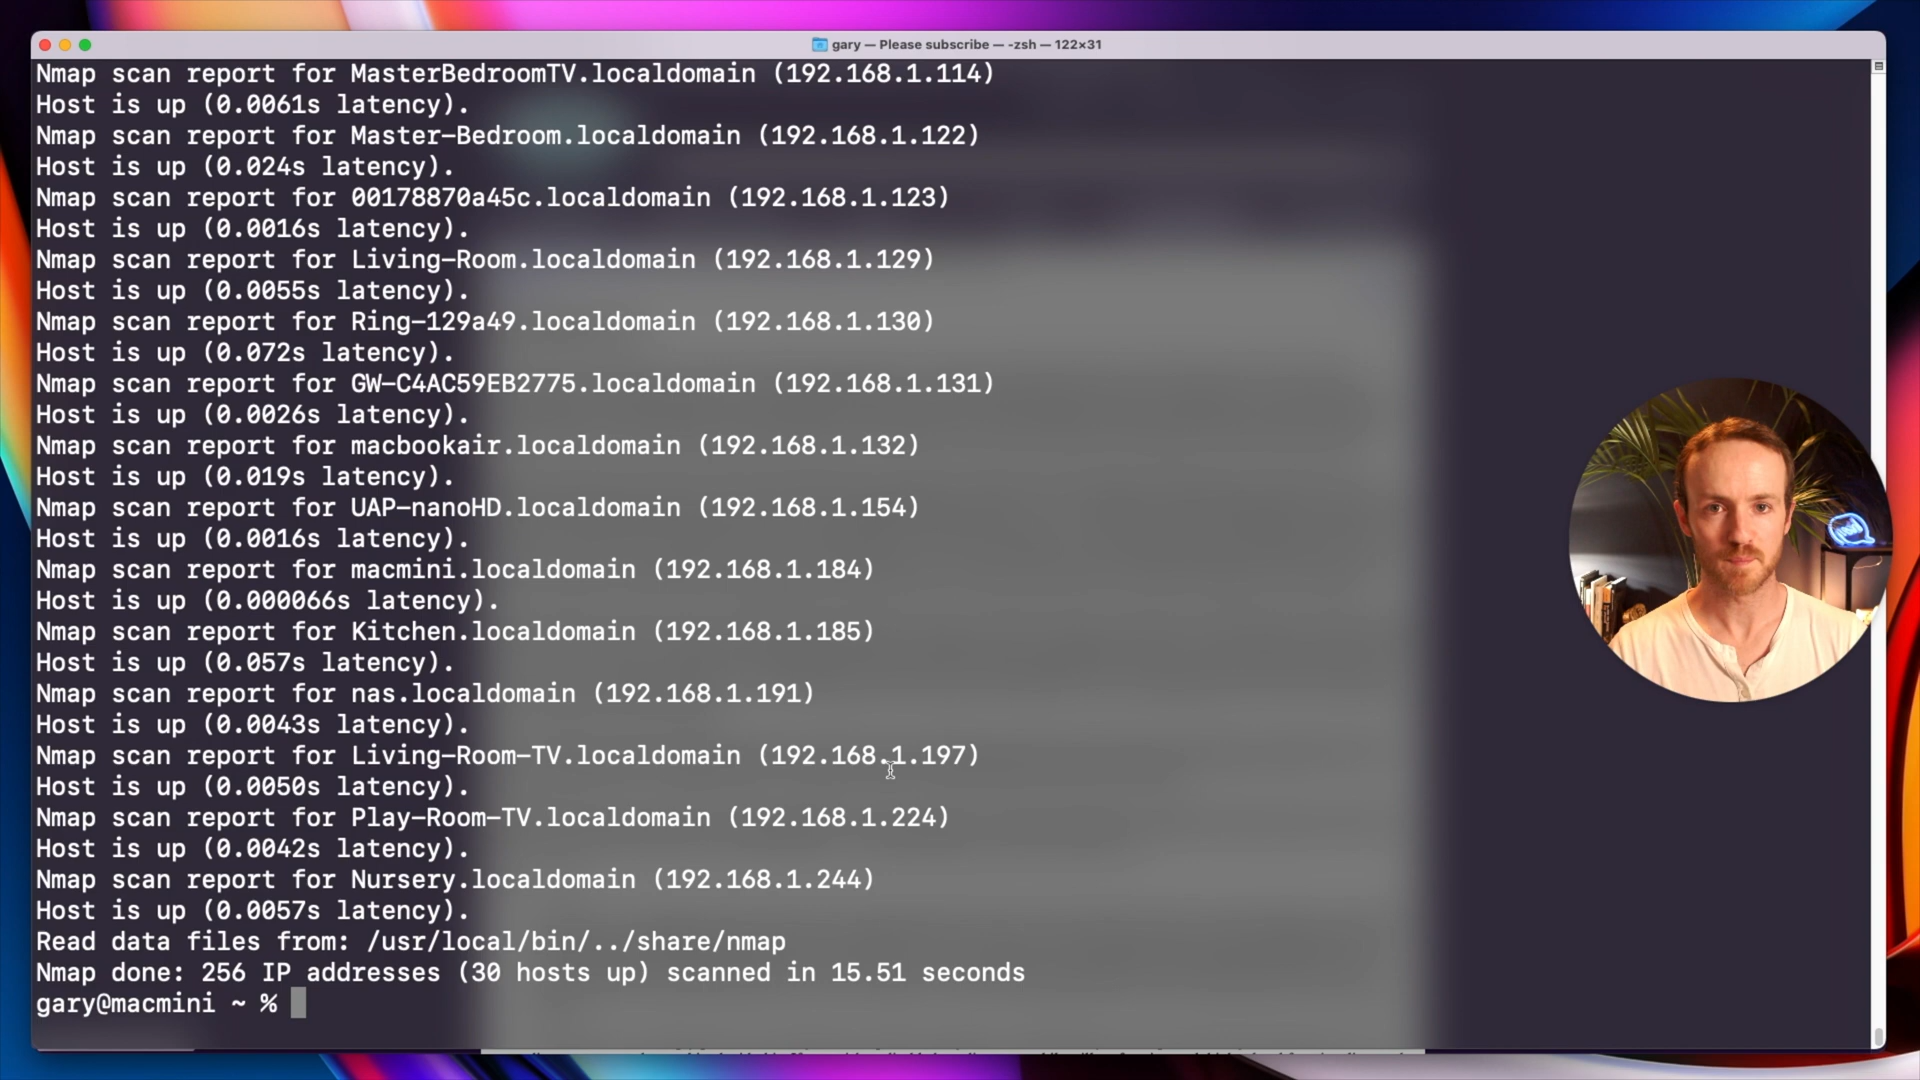 gary — Please subscribe — -zsh — 122×31
Nmap scan report for MasterBedroomTV.localdomain (192.168.1.114)
Host is up (0.0061s latency).
Nmap scan report for Master-Bedroom.localdomain (192.168.1.122)
Host is up (0.024s latency).
Nmap scan report for 00178870a45c.localdomain (192.168.1.123)
Host is up (0.0016s latency).
Nmap scan report for Living-Room.localdomain (192.168.1.129)
Host is up (0.0055s latency).
Nmap scan report for Ring-129a49.localdomain (192.168.1.130)
Host is up (0.072s latency).
Nmap scan report for GW-C4AC59EB2775.localdomain (192.168.1.131)
Host is up (0.0026s latency).
Nmap scan report for macbookair.localdomain (192.168.1.132)
Host is up (0.019s latency).
Nmap scan report for UAP-nanoHD.localdomain (192.168.1.154)
Host is up (0.0016s latency).
Nmap scan report for macmini.localdomain (192.168.1.184)
Host is up (0.000066s latency).
Nmap scan report for Kitchen.localdomain (192.168.1.185)
Host is up (0.057s latency).
Nmap scan report for nas.localdomain (192.168.1.191)
Host is up (0.0043s latency).
Nmap scan report for Living-Room-TV.localdomain (192.168.1.197)
Host is up (0.0050s latency).
Nmap scan report for Play-Room-TV.localdomain (192.168.1.224)
Host is up (0.0042s latency).
Nmap scan report for Nursery.localdomain (192.168.1.244)
Host is up (0.0057s latency).
Read data files from: /usr/local/bin/../share/nmap
Nmap done: 256 IP addresses (30 hosts up) scanned in 15.51 seconds
gary@macmini ~ %